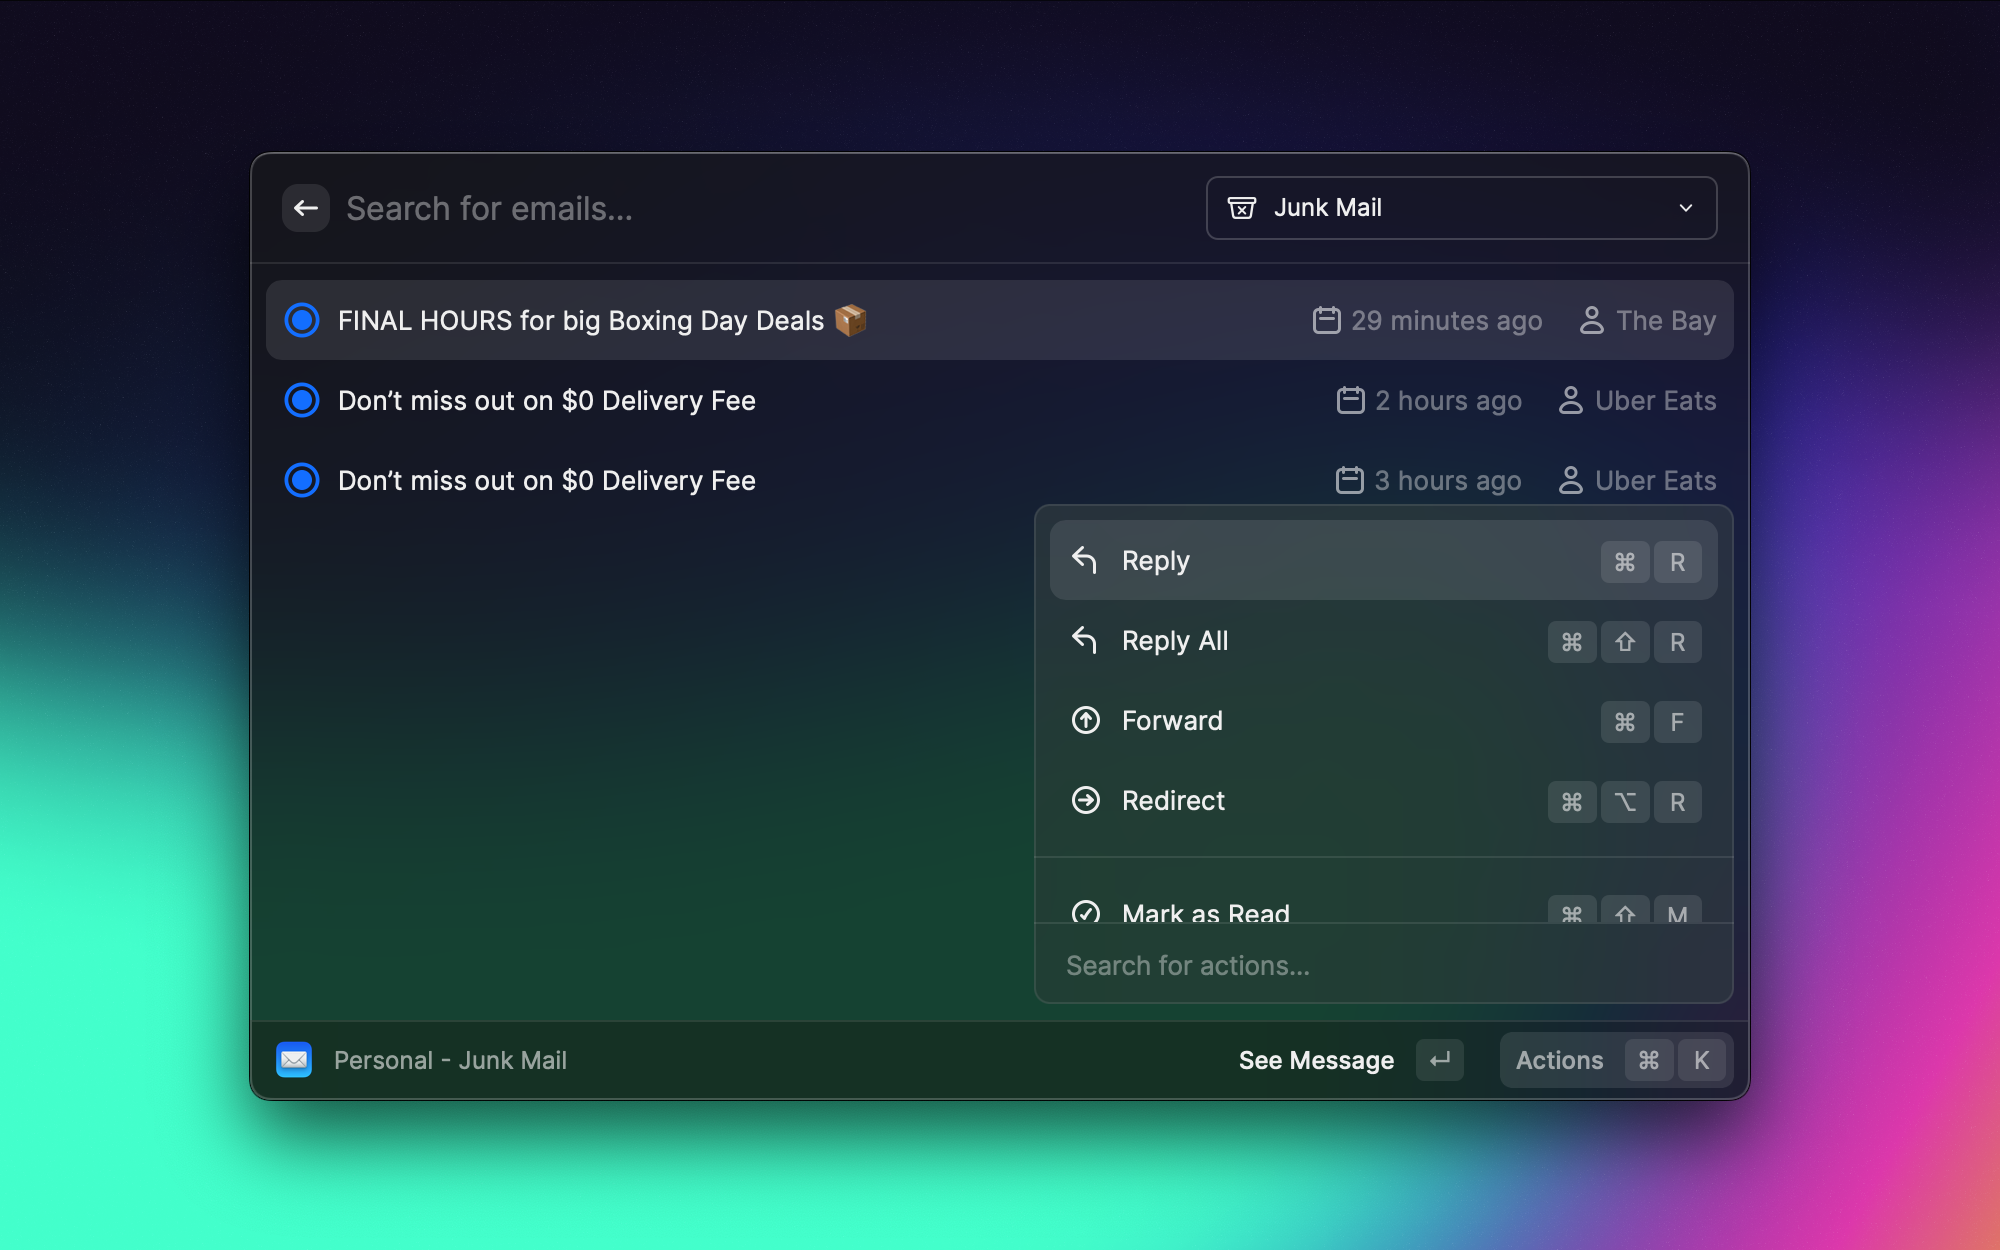 Search for emails...
Junk Mail
FINAL HOURS for big Boxing Day Deals 📦 29 minutes ago The Bay
Don’t miss out on $0 Delivery Fee 2 hours ago Uber Eats
Don’t miss out on $0 Delivery Fee 3 hours ago Uber Eats
Reply ⌘ R
Reply All ⌘ ⇧ R
Forward ⌘ F
Redirect ⌘ ⌥ R
Mark as Read ⌘ ⇧ M
Search for actions...
Personal - Junk Mail
See Message ↵
Actions ⌘ K